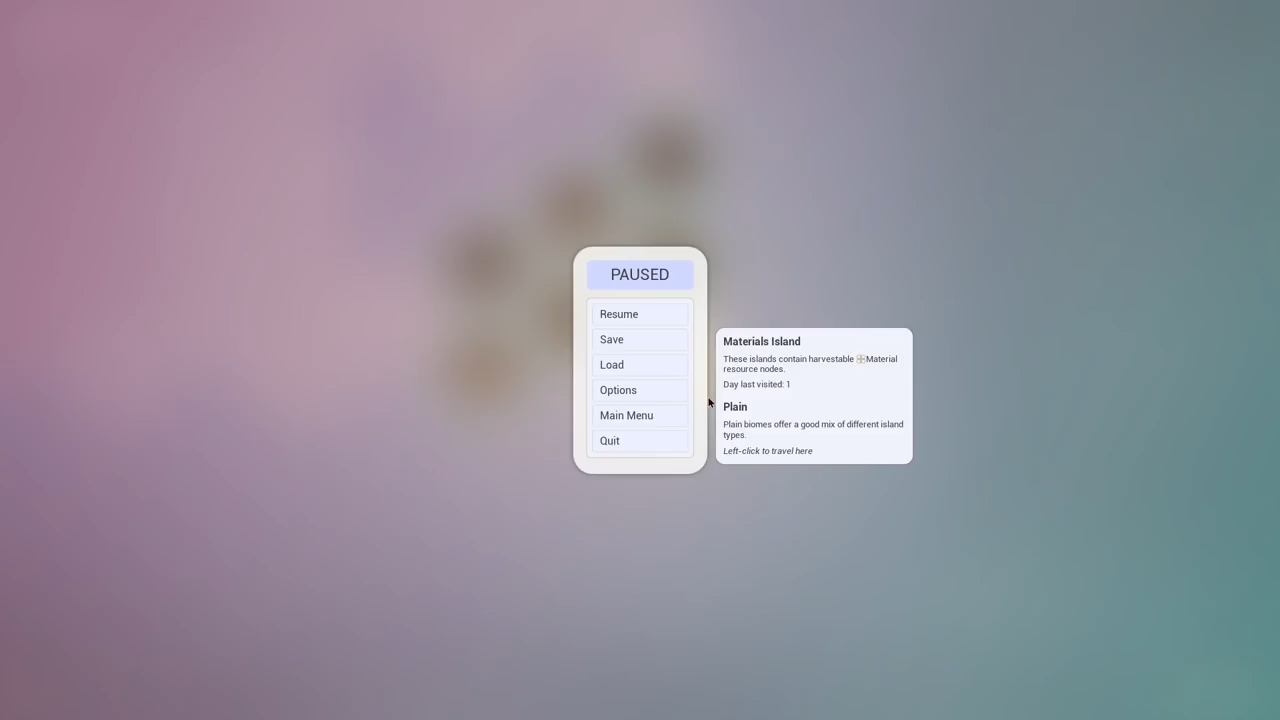 PAUSED
Resume
Save
Load
Options
Main Menu
Quit
Materials Island
These islands contain harvestable Material
resource nodes.
Day last visited: 1
Plain
Plain biomes offer a good mix of different island
types.
Left-click to travel here